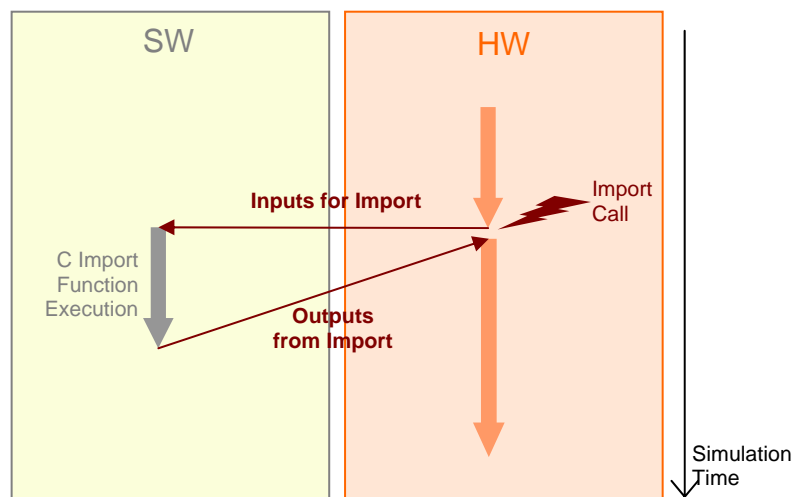 SW
HW
Inputs for Import
Import
Call
C Import
Function
Execution
Outputs
from Import
Simulation
Time